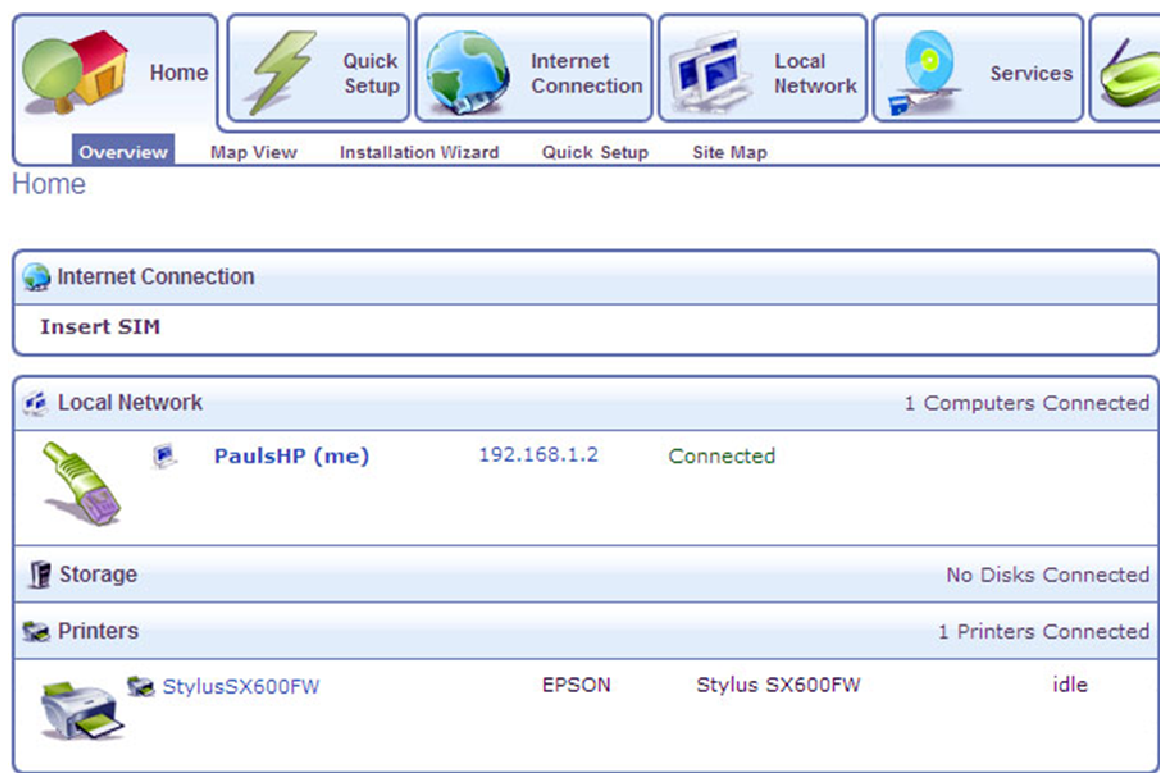 Home
Quick Setup
Internet Connection
Local Network
Services
Overview Map View Installation Wizard Quick Setup Site Map
Home
Internet Connection
Insert SIM
Local Network 1 Computers Connected
PaulsHP (me) 192.168.1.2 Connected
Storage No Disks Connected
Printers 1 Printers Connected
StylusSX600FW EPSON Stylus SX600FW idle